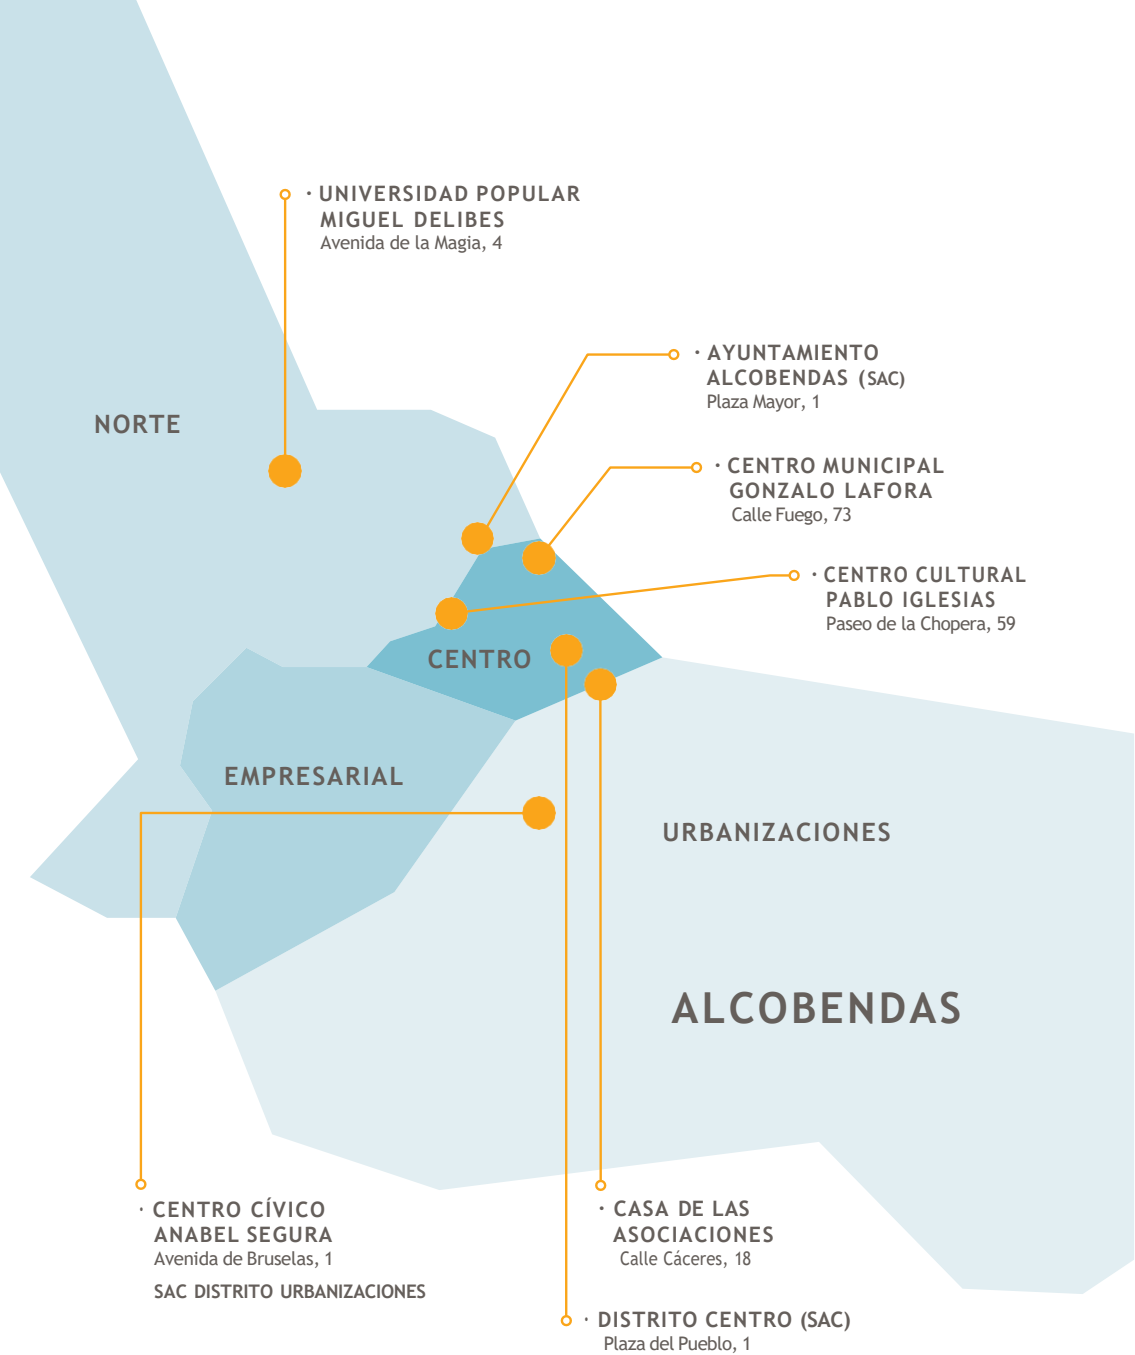 · UNIVERSIDAD POPULAR
MIGUEL DELIBES
Avenida de la Magia, 4
· AYUNTAMIENTO
ALCOBENDAS (SAC)
Plaza Mayor, 1
NORTE
· CENTRO MUNICIPAL
GONZALO LAFORA
Calle Fuego, 73
· CENTRO CULTURAL
PABLO IGLESIAS
Paseo de la Chopera, 59
CENTRO
EMPRESARIAL
URBANIZACIONES
ALCOBENDAS
· CENTRO CÍVICO
ANABEL SEGURA
Avenida de Bruselas, 1
SAC DISTRITO URBANIZACIONES
· CASA DE LAS
ASOCIACIONES
Calle Cáceres, 18
· DISTRITO CENTRO (SAC)
Plaza del Pueblo, 1